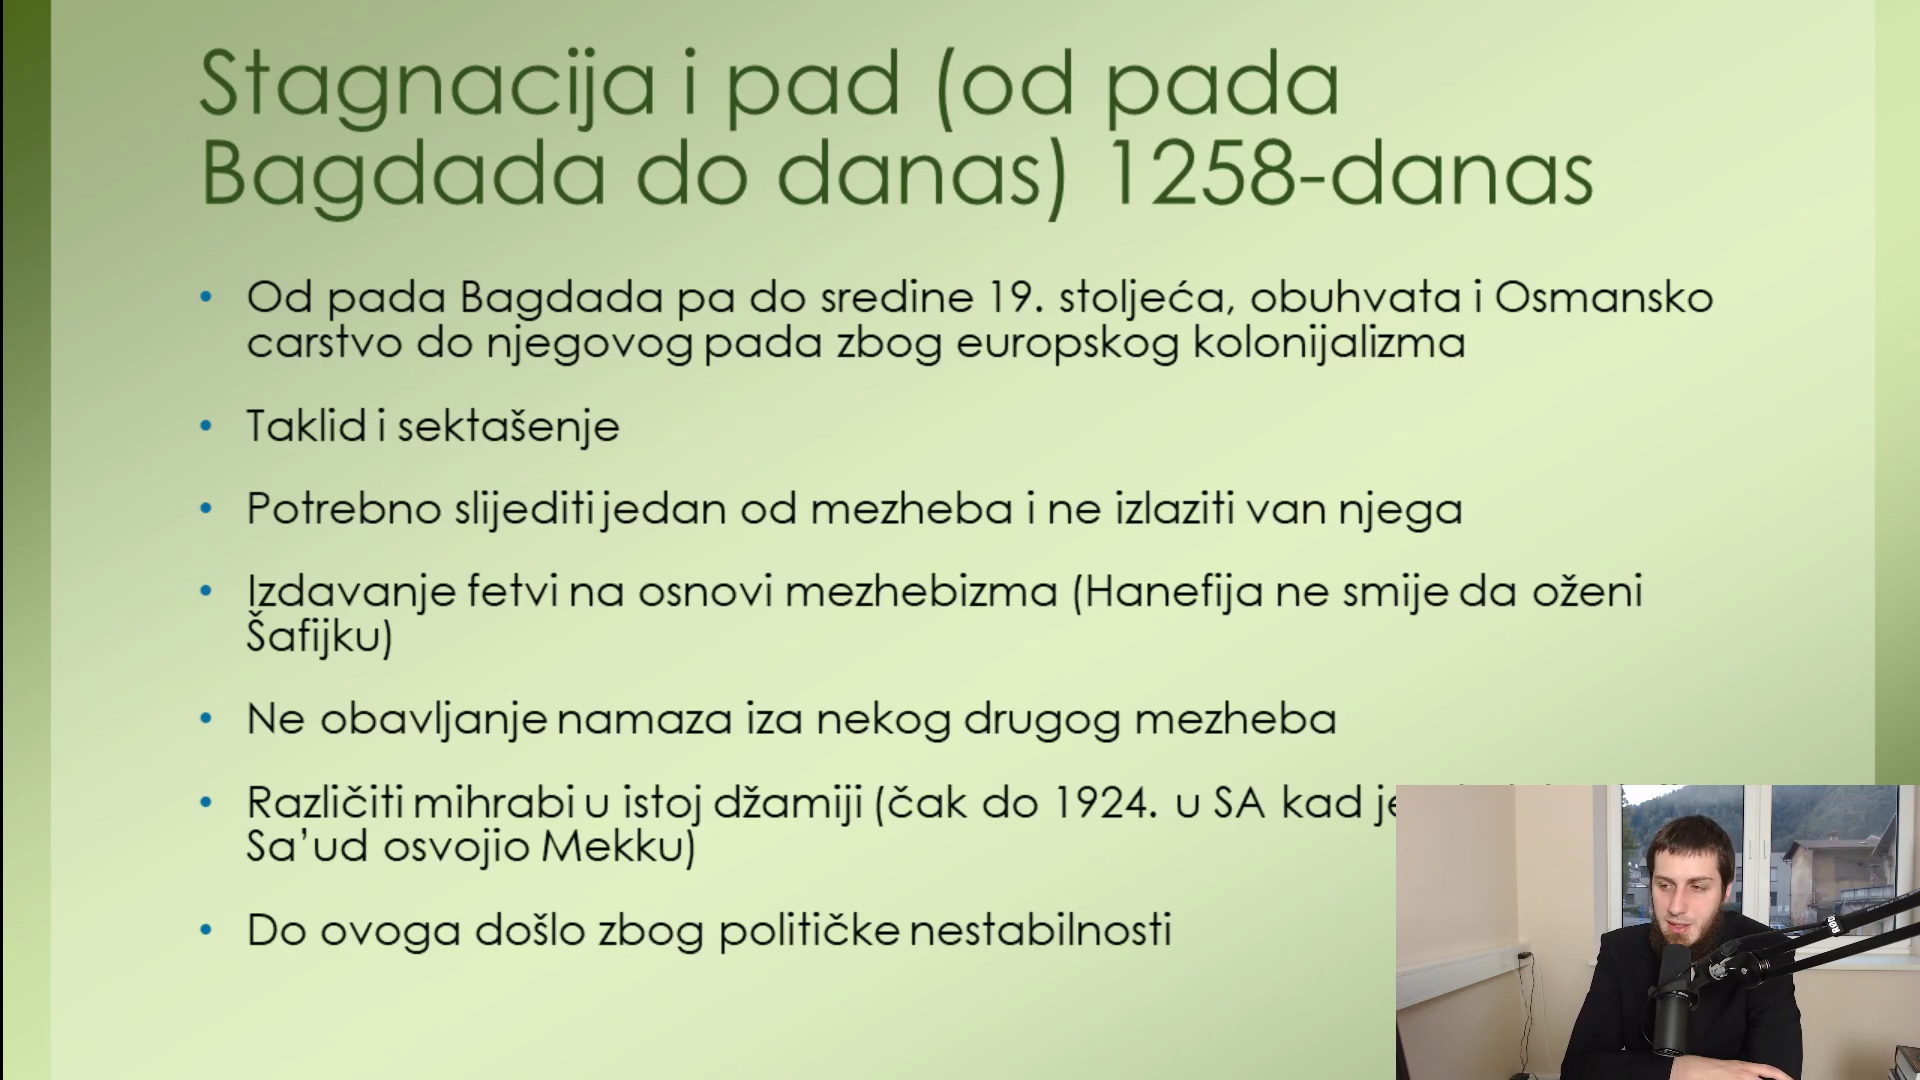 Stagnacija i pad (od pada
Bagdada do danas) 1258-danas
• Od pada Bagdada pa do sredine 19. stoljeća, obuhvata i Osmansko
carstvo do njegovog pada zbog europskog kolonijalizma
• Taklid i sektašenje
• Potrebno slijediti jedan od mezheba i ne izlaziti van njega
• Izdavanje fetvi na osnovi mezhebizma (Hanefija ne smije da oženi
Šafijku)
• Ne obavljanje namaza iza nekog drugog mezheba
• Različiti mihrabi u istoj džamiji (čak do 1924. u SA kad je
Sa’ud osvojio Mekku)
• Do ovoga došlo zbog političke nestabilnosti